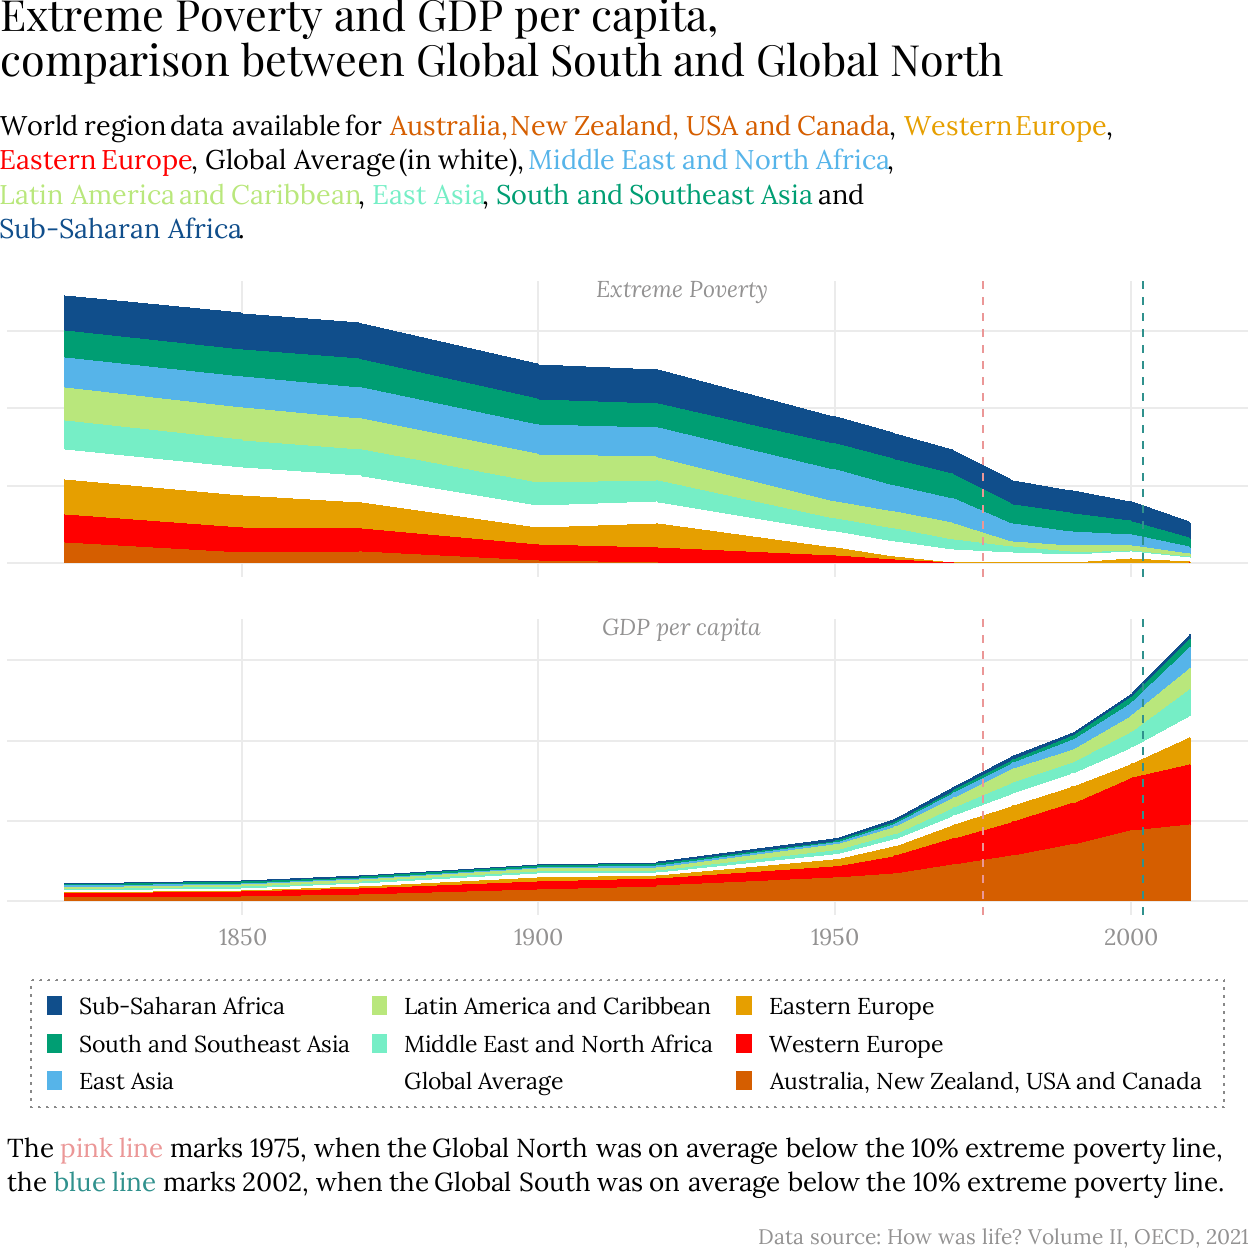 Extreme Poverty and GDP per capita,
comparison between Global South and Global North
World region data available for Australia, New Zealand, USA and Canada, Western Europe,
Eastern Europe, Global Average (in white), Middle East and North Africa,
Latin America and Caribbean, East Asia, South and Southeast Asia and
Sub-Saharan Africa.
Extreme Poverty
GDP per capita
1850 1900 1950 2000
Sub-Saharan Africa Latin America and Caribbean Eastern Europe
South and Southeast Asia Middle East and North Africa Western Europe
East Asia Global Average Australia, New Zealand, USA and Canada
The pink line marks 1975, when the Global North was on average below the 10% extreme poverty line,
the blue line marks 2002, when the Global South was on average below the 10% extreme poverty line.
Data source: How was life? Volume II, OECD, 2021